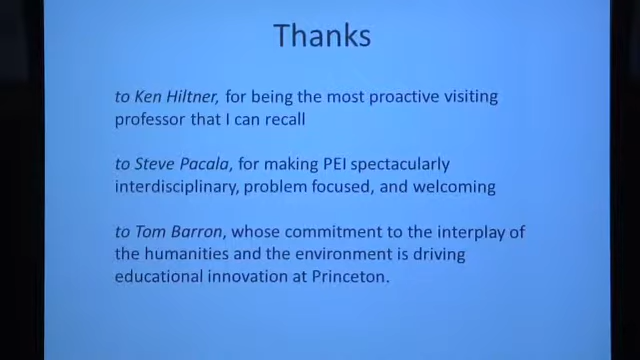 Thanks
to Ken Hiltner, for being the most proactive visiting
professor that I can recall
to Steve Pacala, for making PEI spectacularly
interdisciplinary, problem focused, and welcoming
to Tom Barron, whose commitment to the interplay of
the humanities and the environment is driving
educational innovation at Princeton.